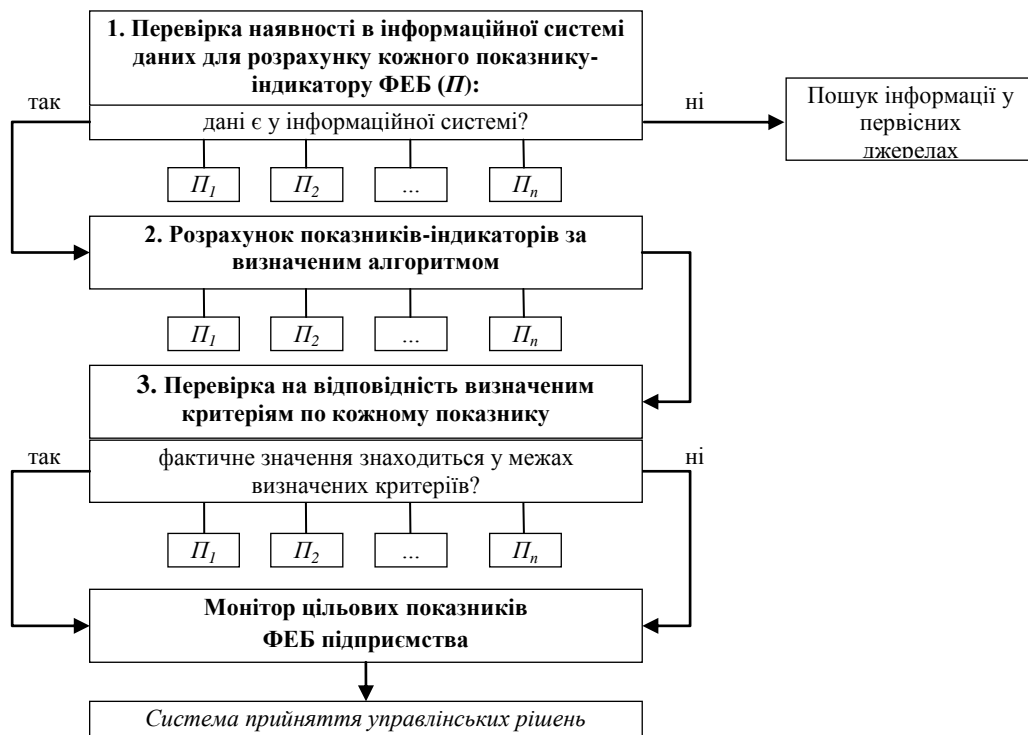 1. Перевірка наявності в інформаційної системі
даних для розрахунку кожного показнику-
індикатору ФЕБ (П):
так
ні
дані є у інформаційної системі?
Пошук інформації у
первісних
джерелах
П1
П2
...
Пn
2. Розрахунок показників-індикаторів за
визначеним алгоритмом
П1
П2
...
Пn
3. Перевірка на відповідність визначеним
критеріям по кожному показнику
так
ні
фактичне значення знаходиться у межах
визначених критеріїв?
П1
П2
...
Пn
Монітор цільових показників
ФЕБ підприємства
Система прийняття управлінських рішень